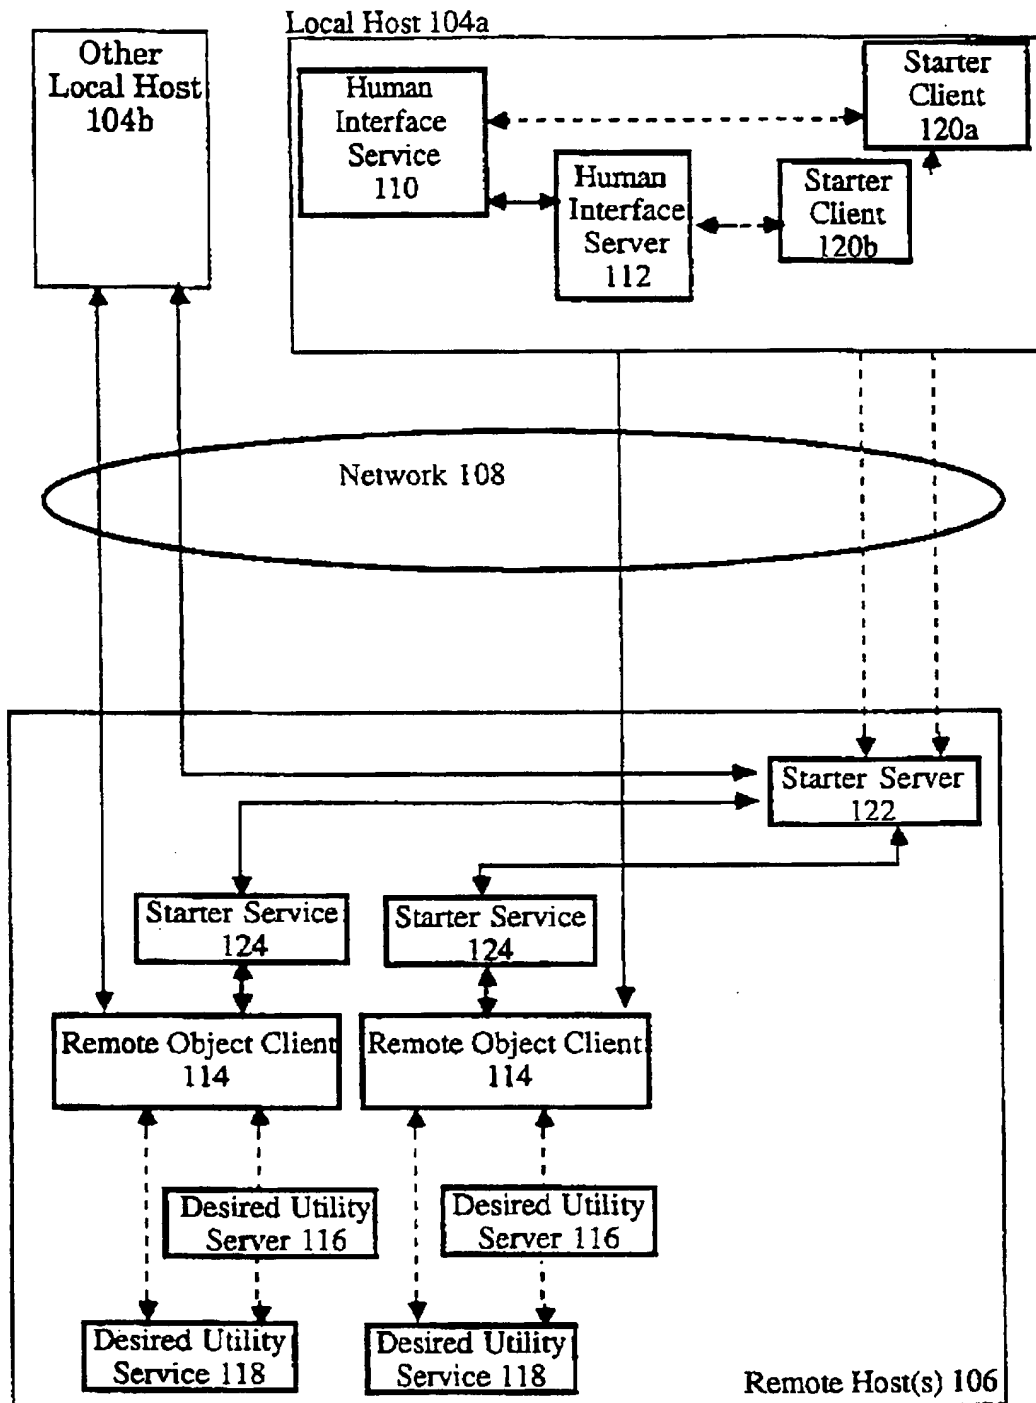 Local Host 104a
Other
Local Host
104b
Human
Interface
Service
110
Starter
Client
120a
Human
Interface
Server
112
Starter
Client
120b
Network 108
Starter Server
122
Starter Service
124
Starter Service
124
Remote Object Client
114
Remote Object Client
114
Desired Utility
Server 116
Desired Utility
Server 116
Desired Utility
Service 118
Desired Utility
Service 118
Remote Host(s) 106